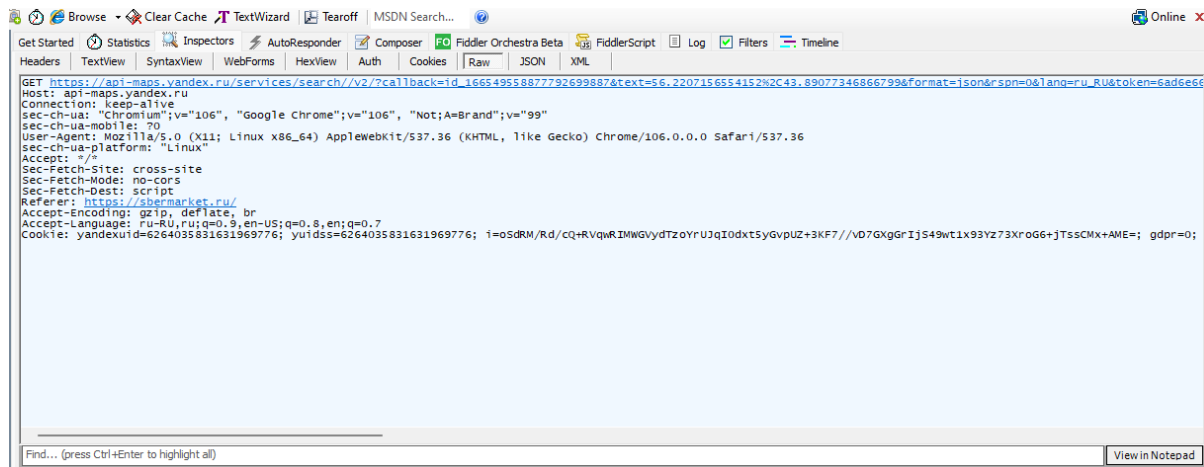 Browse Clear Cache TextWizard Tearoff MSDN Search... Online x
Get Started Statistics Inspectors AutoResponder Composer FO Fiddler Orchestra Beta FiddlerScript Log Filters Timeline
Headers TextView SyntaxView WebForms HexView Auth Cookies Raw JSON XML
GET https://api-maps.yandex.ru/services/search//v2/?callback=id_166549558877792699887&text=56.2207156554152%2C43.89077346866799&format=json&rspn=0&lang=ru_RU&token=6ad6e66
Host: api-maps.yandex.ru
Connection: keep-alive
sec-ch-ua: "Chromium";v="106", "Google Chrome";v="106", "Not;A=Brand";v="99"
sec-ch-ua-mobile: ?0
User-Agent: Mozilla/5.0 (X11; Linux x86_64) AppleWebKit/537.36 (KHTML, like Gecko) Chrome/106.0.0.0 Safari/537.36
sec-ch-ua-platform: "Linux"
Accept: */*
Sec-Fetch-Site: cross-site
Sec-Fetch-Mode: no-cors
Sec-Fetch-Dest: script
Referer: https://sbermarket.ru/
Accept-Encoding: gzip, deflate, br
Accept-Language: ru-RU,ru;q=0.9,en-US;q=0.8,en;q=0.7
Cookie: yandexuid=6264035831631969776; yuidss=6264035831631969776; i=oSdRM/Rd/cQ+RVqwRIMWGVydTzoYrUJqI0dxt5yGvpUZ+3KF7//vD7GXgGrIjS49wt1x93Yz73XroG6+jTssCMx+AME=; gdpr=0;
Find... (press Ctrl+Enter to highlight all) View in Notepad